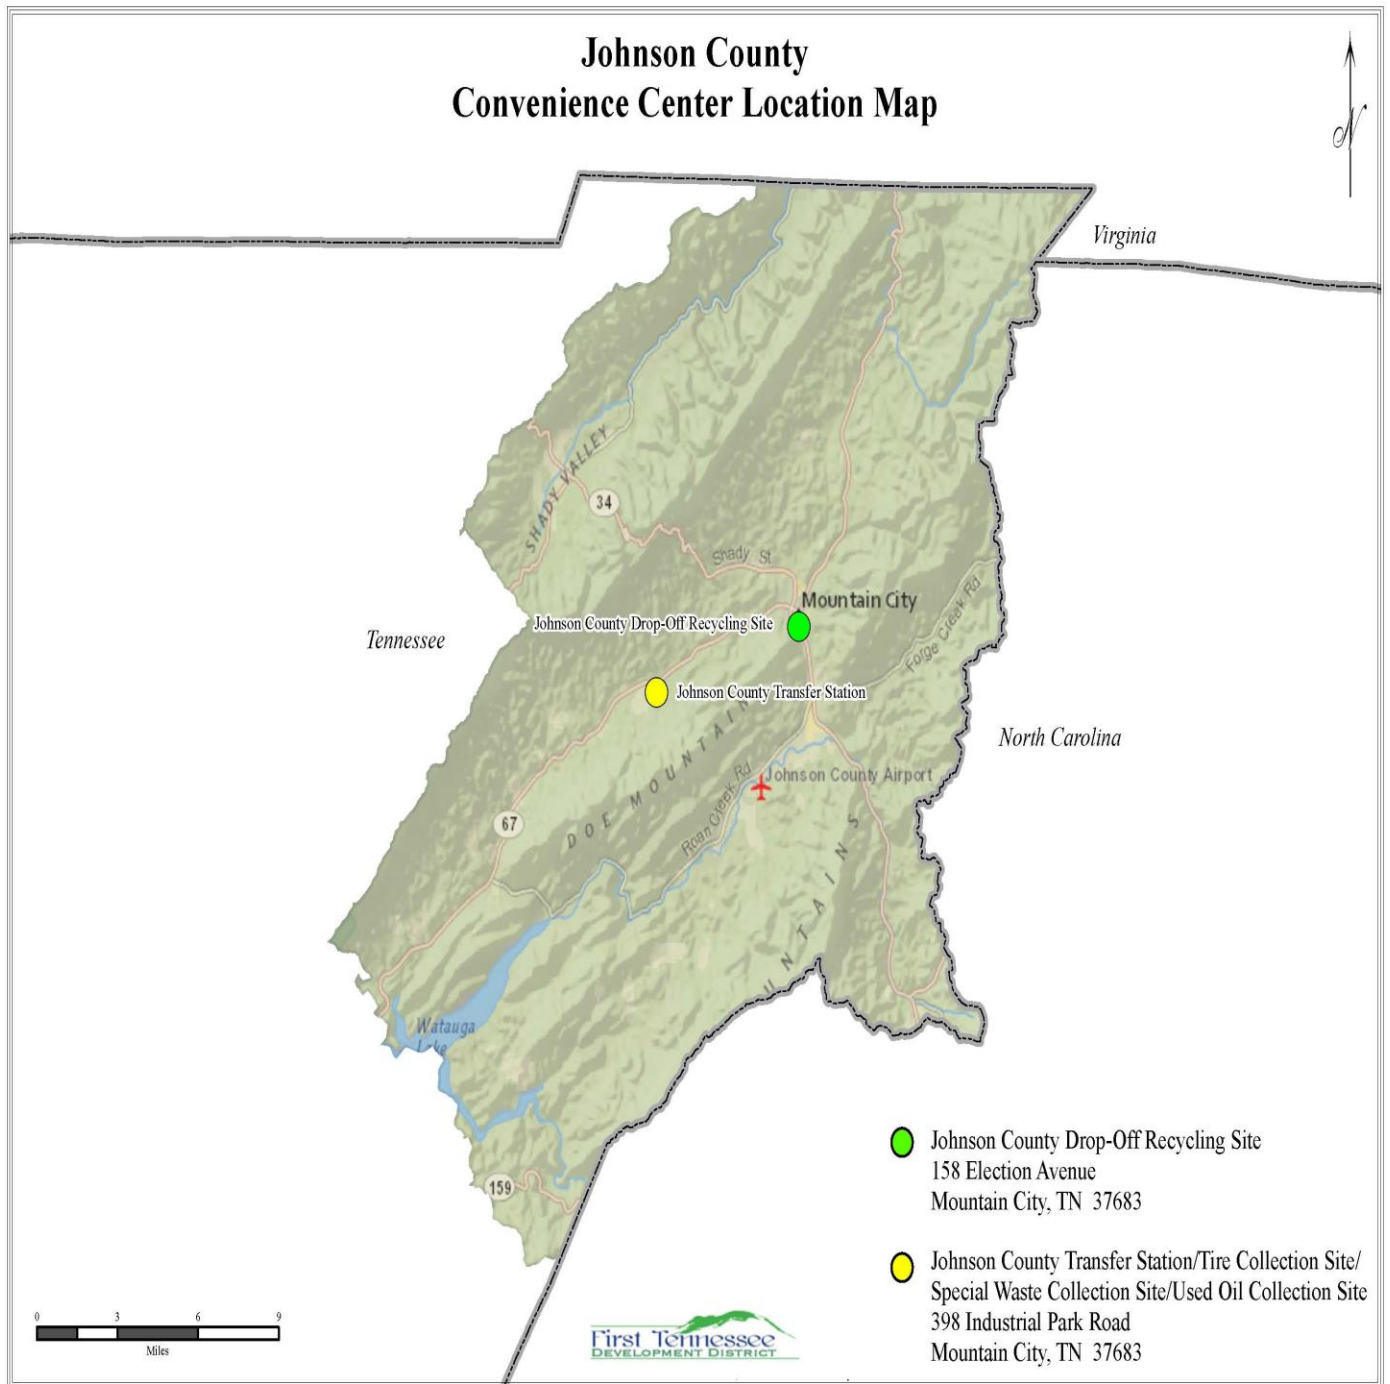 Johnson County
Convenience Center Location Map
N
Virginia
SHADY VALLEY
34
Shady St
Mountain City
Johnson County Drop-Off Recycling Site
Forge Creek Rd
Tennessee
Johnson County Transfer Station
North Carolina
DOE MOUNTAIN
Johnson County Airport
Roan Creek Rd
67
UNTAINS
Watauga
Lake
159
Johnson County Drop-Off Recycling Site
158 Election Avenue
Mountain City, TN 37683
Johnson County Transfer Station/Tire Collection Site/
Special Waste Collection Site/Used Oil Collection Site
398 Industrial Park Road
Mountain City, TN 37683
0 3 6 9
Miles
First Tennessee
DEVELOPMENT DISTRICT